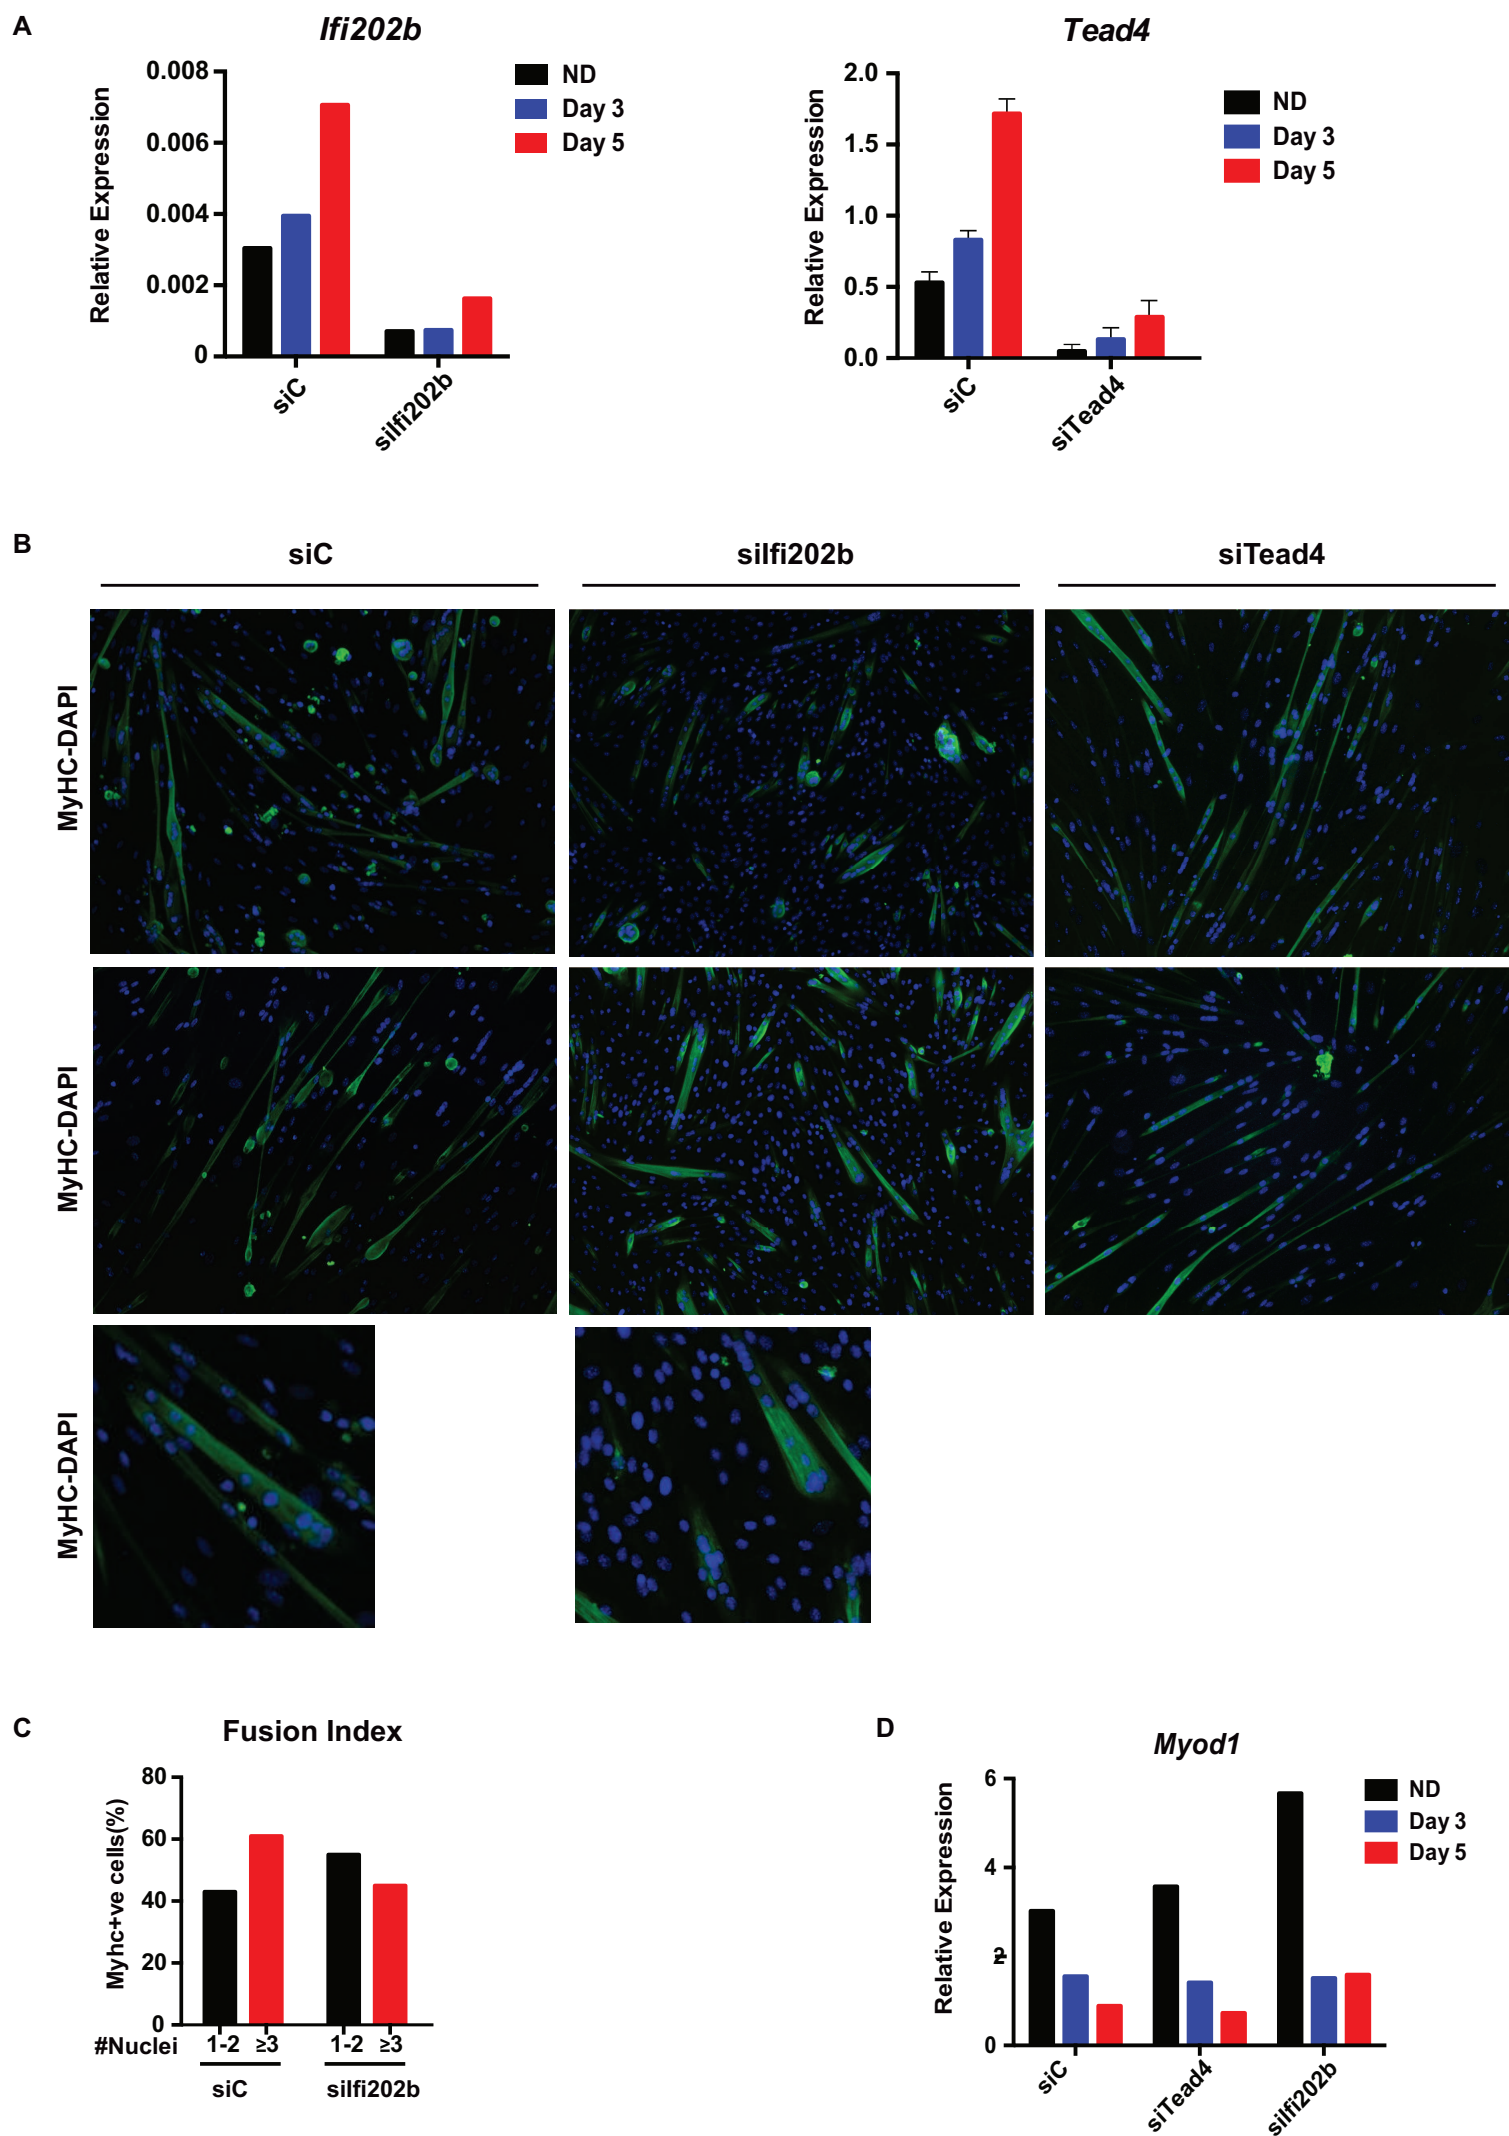 A
Ifi202b
Relative Expression
0.008
0.006
0.004
0.002
0
siC
siIfi202b
ND
Day 3
Day 5
Tead4
Relative Expression
2.0
1.5
1.0
0.5
0.0
siC
siTead4
ND
Day 3
Day 5
B
siC
siIfi202b
siTead4
MyHC-DAPI
MyHC-DAPI
MyHC-DAPI
C
Fusion Index
Myhc+ve cells(%)
80
60
40
20
0
#Nuclei 1-2 ≥3 1-2 ≥3
siC
siIfi202b
D
Myod1
Relative Expression
6
4
2
0
siC
siTead4
siIfi202b
ND
Day 3
Day 5